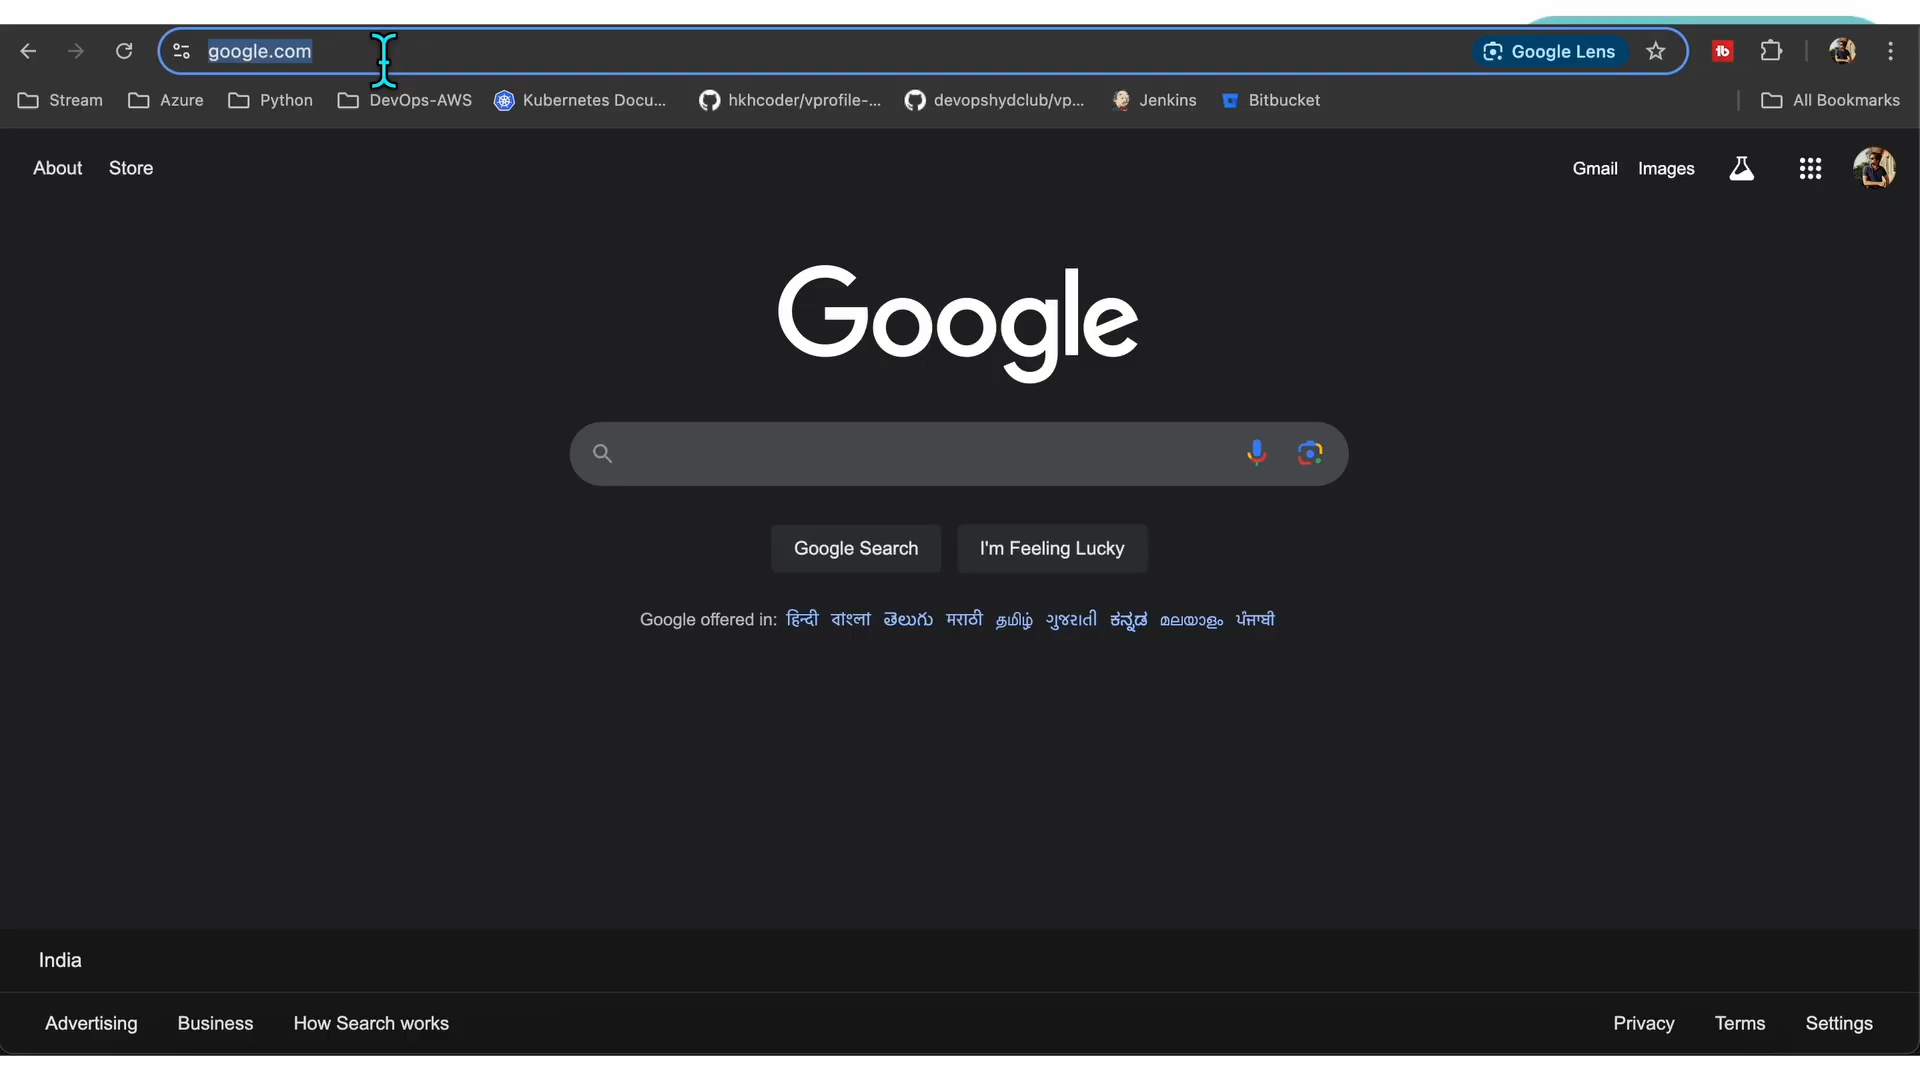 google.com
Google Lens
tb
Stream Azure Python DevOps-AWS Kubernetes Docu... hkhcoder/vprofile-... devopshydclub/vp... Jenkins Bitbucket All Bookmarks
About Store Gmail Images
Google
Google Search I'm Feeling Lucky
Google offered in: हिन्दी বাংলা తెలుగు मराठी தமிழ் ગુજરાતી ಕನ್ನಡ മലയാളം ਪੰਜਾਬੀ
India
Advertising Business How Search works Privacy Terms Settings